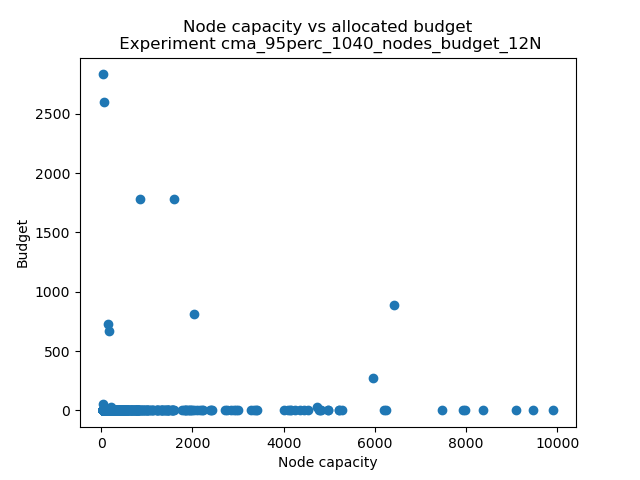 Node capacity vs allocated budget
Experiment cma_95perc_1040_nodes_budget_12N
2500
2000
1500
1000
500
0
Budget
0 2000 4000 6000 8000 10000
Node capacity